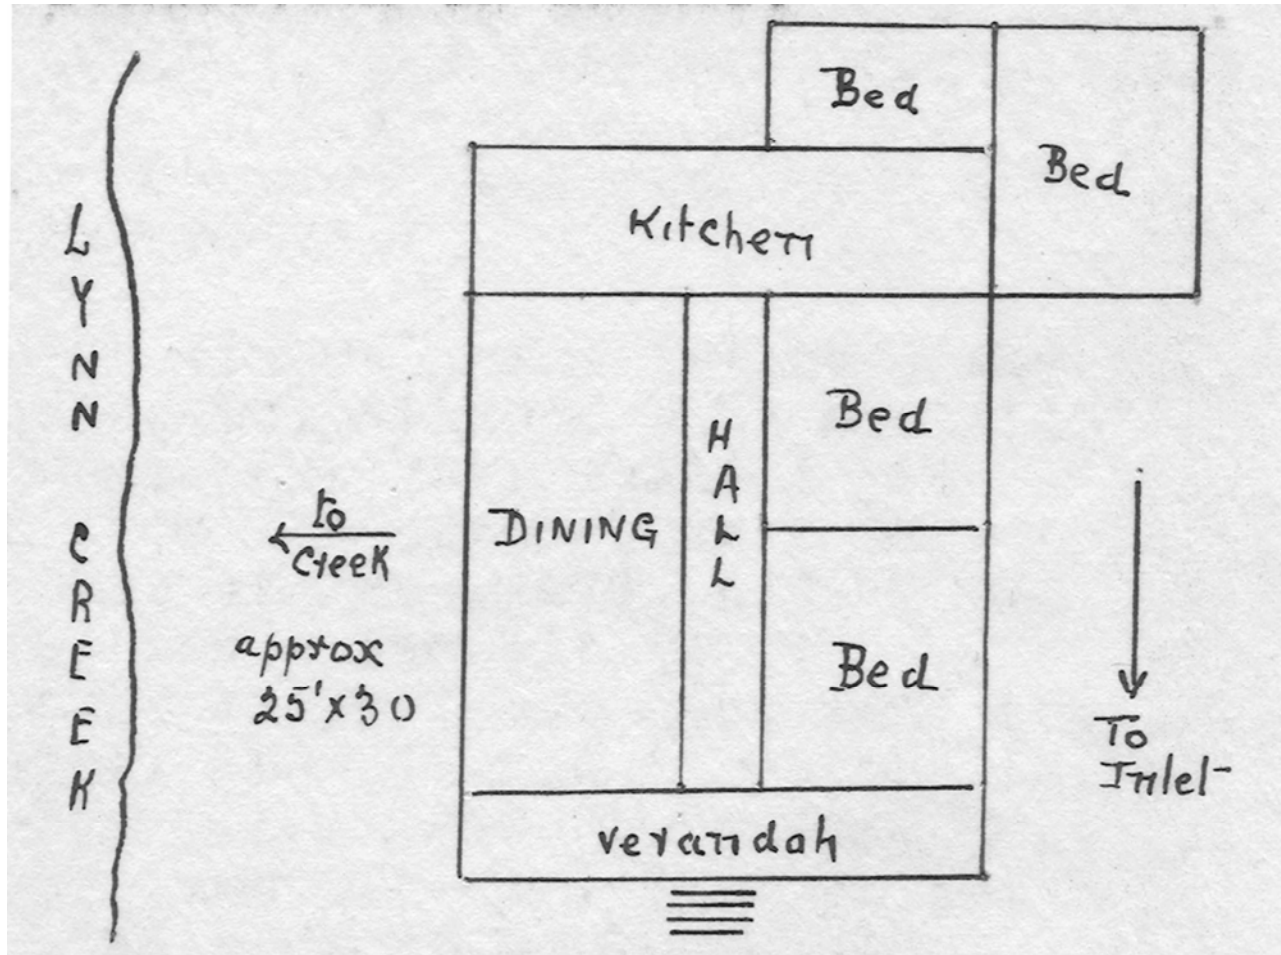 Bed
Bed
Kitchen
LYNN CREEK
HALL
Bed
DINING
to
Creek
approx
25'x30
Bed
To
Inlet
verandah